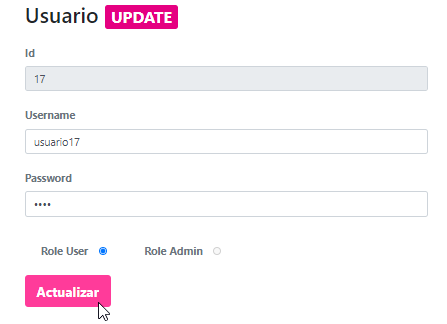 Usuario UPDATE
Id
17
Username
usuario17
Password
••••
Role User Role Admin
Actualizar